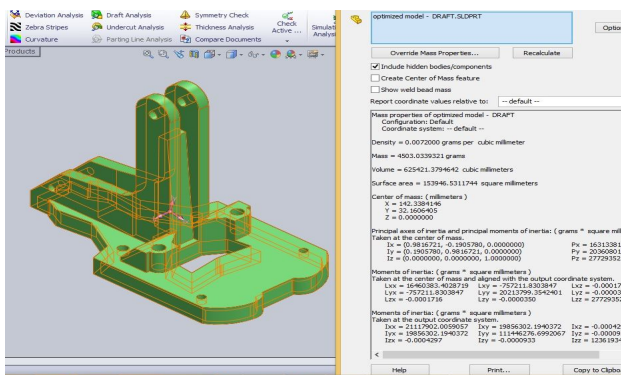 Deviation Analysis
Draft Analysis
Symmetry Check
Zebra Stripes
Undercut Analysis
Thickness Analysis
Check
Active ...
Curvature
Parting Line Analysis
Compare Documents
Products
optimized model - DRAFT.SLDPRT
Override Mass Properties...
Recalculate
Include hidden bodies/components
Create Center of Mass feature
Show weld bead mass
Report coordinate values relative to:
-- default --
Mass properties of optimized model - DRAFT
Configuration: Default
Coordinate system: -- default --
Density = 0.0072000 grams per cubic millimeter
Mass = 4503.0339321 grams
Volume = 625421.3794642 cubic millimeters
Surface area = 153946.5311744 square millimeters
Center of mass: ( millimeters )
X = 142.3384146
Y = 32.1606405
Z = 0.0000000
Principal axes of inertia and principal moments of inertia: ( grams * square mill
Taken at the center of mass.
Ix = (0.9816721, -0.1905780, 0.0000000) Px = 16313381
Iy = (0.1905780, 0.9816721, 0.0000000) Py = 20360801
Iz = (0.0000000, 0.0000000, 1.0000000) Pz = 27729352
Moments of inertia: ( grams * square millimeters )
Taken at the center of mass and aligned with the output coordinate system.
Lxx = 16460383.4028719 Lxy = -757211.8303847 Lxz = -0.00017
Lyx = -757211.8303847 Lyy = 20213799.3542401 Lyz = -0.00003
Lzx = -0.0001716 Lzy = -0.0000350 Lzz = 27729352
Moments of inertia: ( grams * square millimeters )
Taken at the output coordinate system.
Ixx = 21117902.0059057 Ixy = 19856302.1940372 Ixz = -0.00042
Iyx = 19856302.1940372 Iyy = 111446276.6992067 Iyz = -0.00009
Izx = -0.0004297 Izy = -0.0000933 Izz = 12361934
Help
Print...